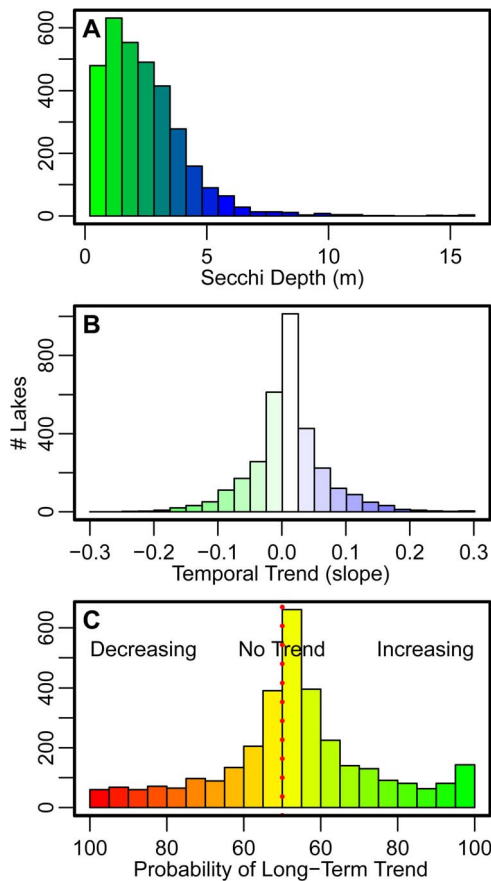 A
600
400
200
0
0 5 10 15
Secchi Depth (m)
B
800
400
0
# Lakes
−0.3 −0.2 −0.1 0.0 0.1 0.2 0.3
Temporal Trend (slope)
C
600
Decreasing No Trend Increasing
400
200
0
100 80 60 60 80 100
Probability of Long−Term Trend